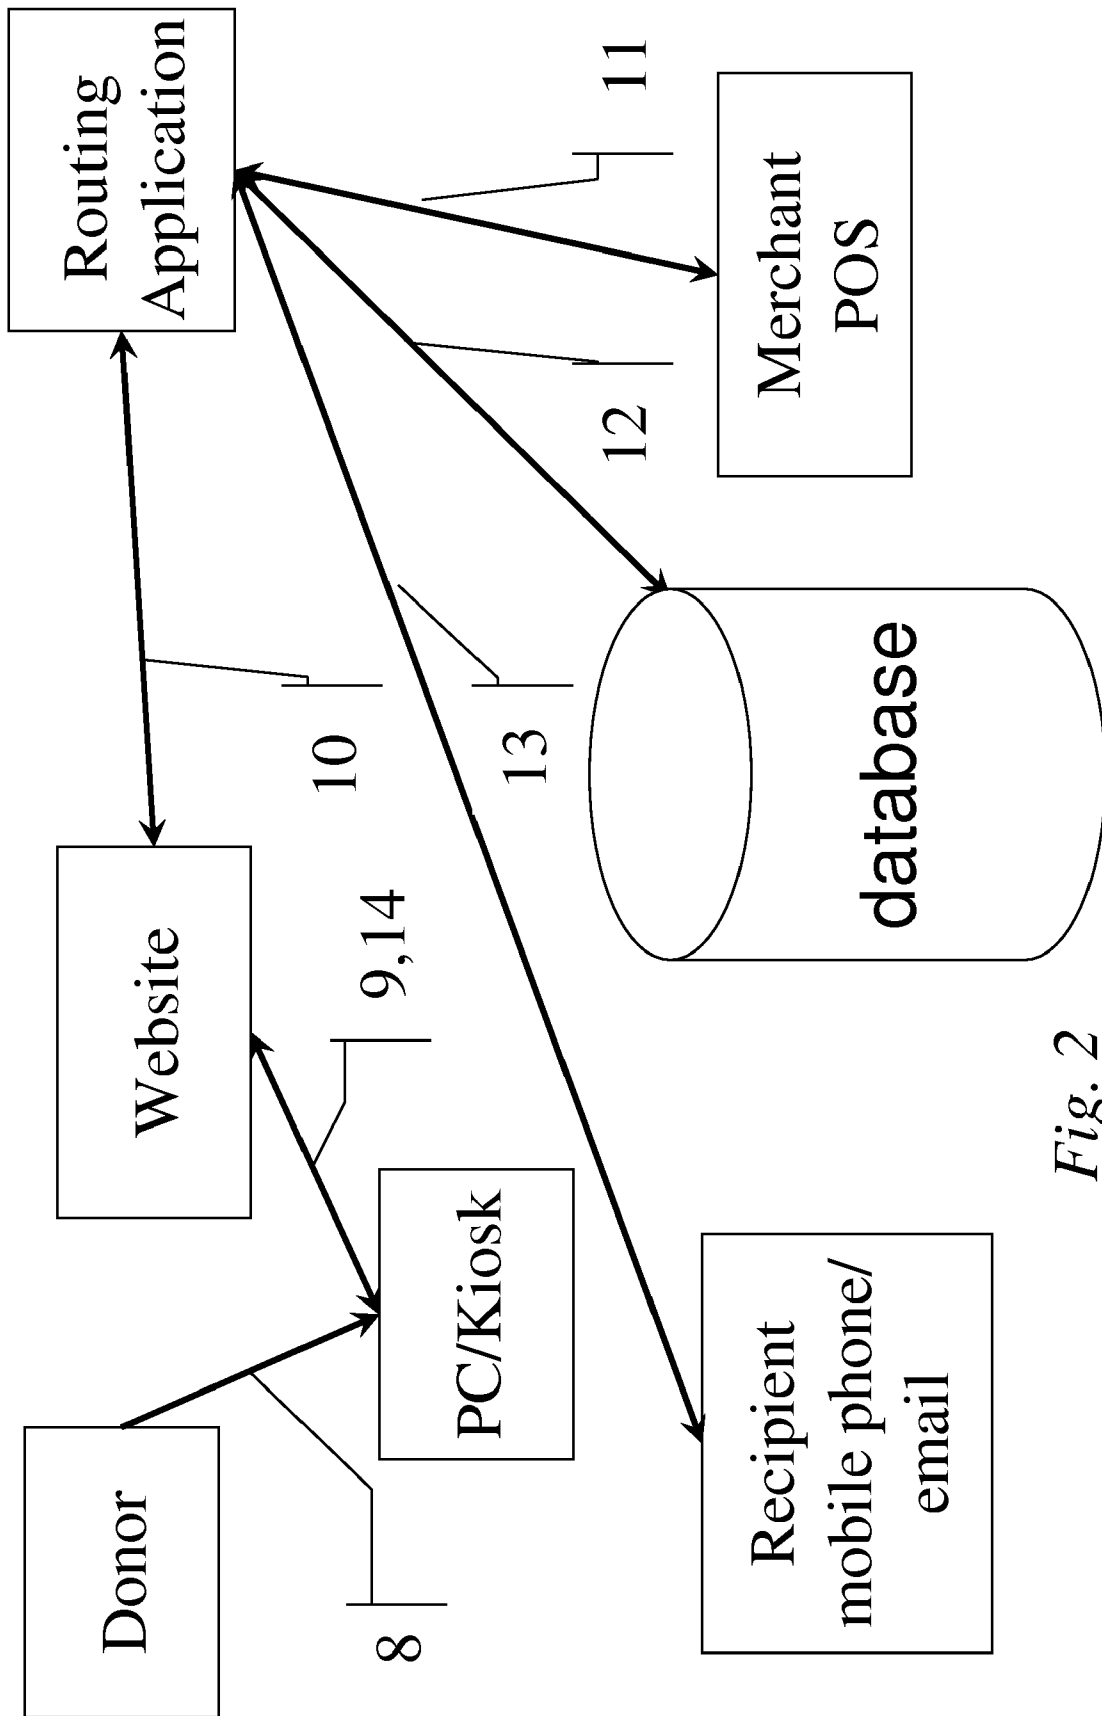 Donor
Website
Routing
Application
8
PC/Kiosk
9,14
10
13
12
11
Recipient
mobile phone/
email
database
Merchant
POS
Fig. 2